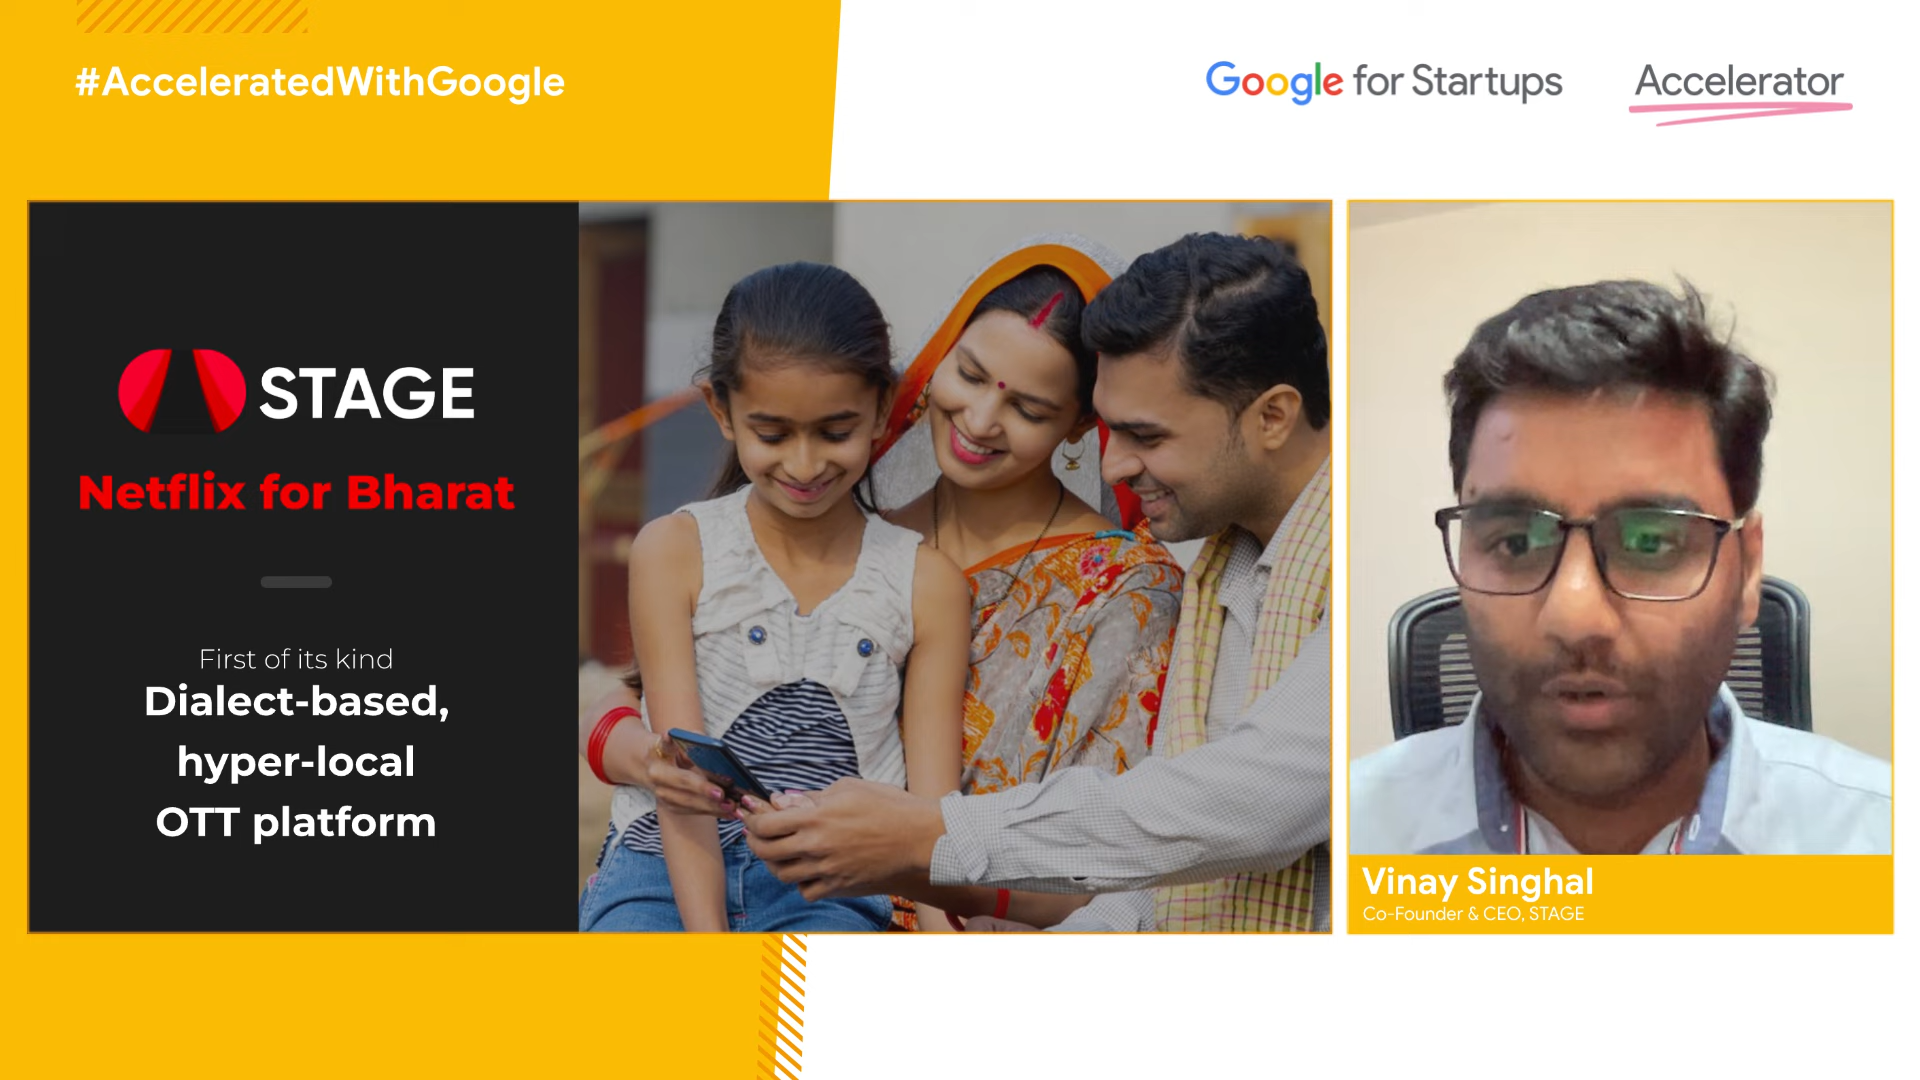 #AcceleratedWithGoogle
Google for Startups Accelerator
STAGE
Netflix for Bharat
First of its kind
Dialect-based,
hyper-local
OTT platform
Vinay Singhal
Co-Founder & CEO, STAGE